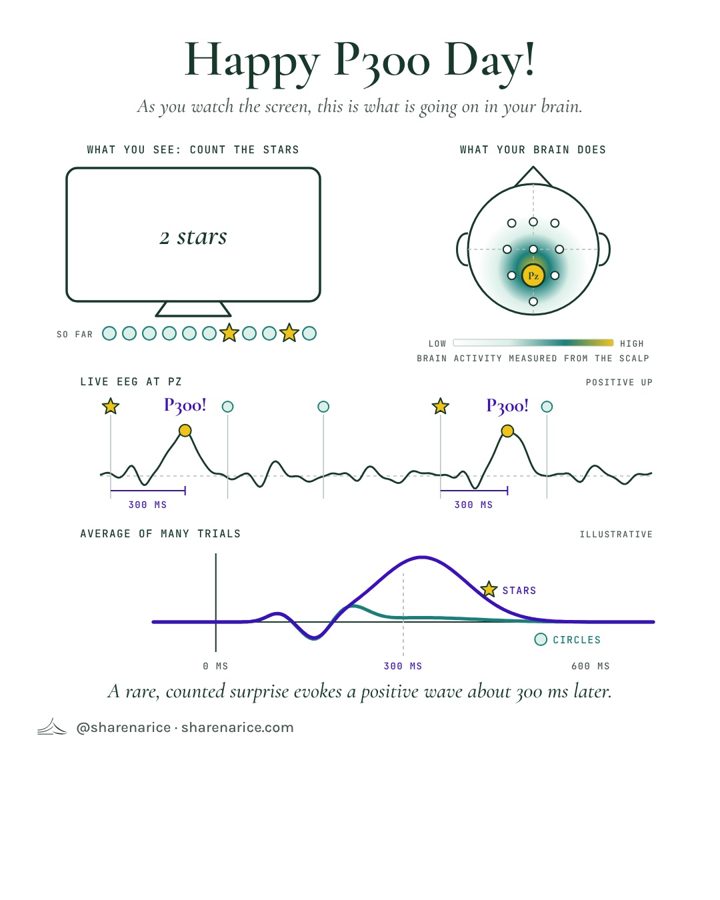 Happy P300 Day!
As you watch the screen, this is what is going on in your brain.
WHAT YOU SEE: COUNT THE STARS
2 stars
SO FAR
WHAT YOUR BRAIN DOES
Pz
LOW
HIGH
BRAIN ACTIVITY MEASURED FROM THE SCALP
LIVE EEG AT PZ
POSITIVE UP
P300!
P300!
300 MS
300 MS
AVERAGE OF MANY TRIALS
ILLUSTRATIVE
STARS
CIRCLES
0 MS
300 MS
600 MS
A rare, counted surprise evokes a positive wave about 300 ms later.
@sharenarice · sharenarice.com